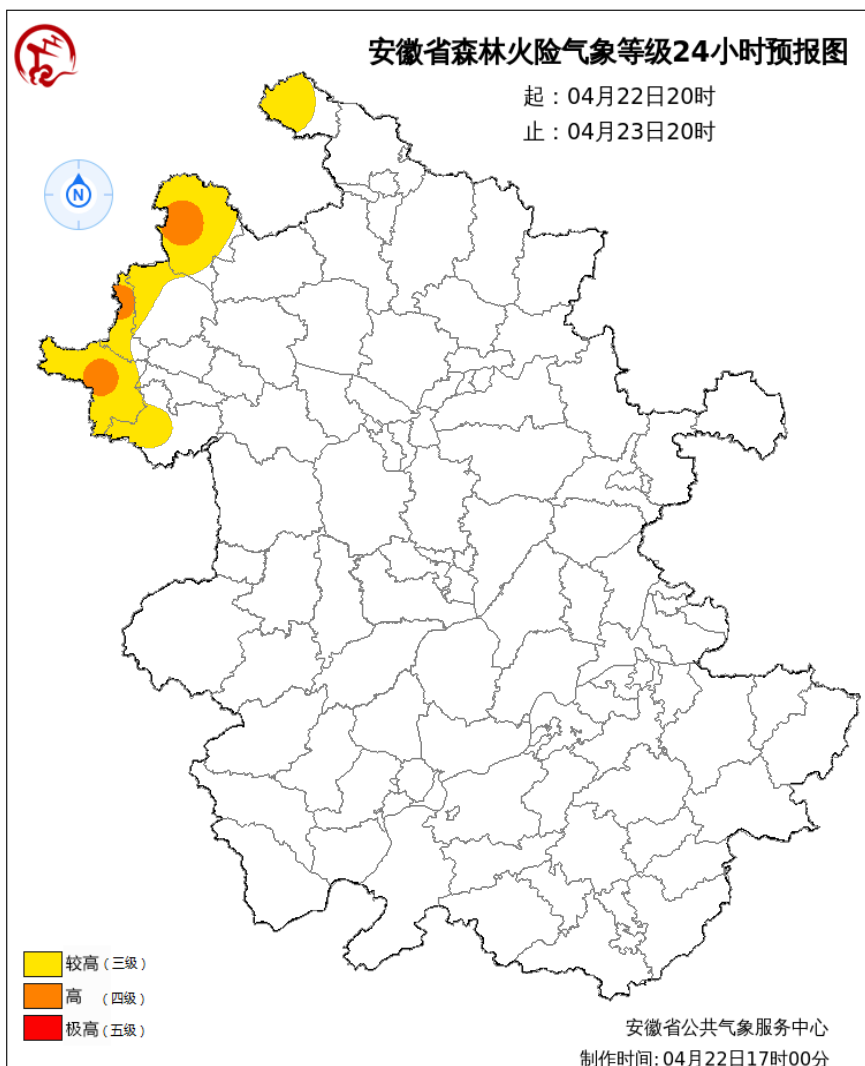 安徽省森林火险气象等级24小时预报图
起：04月22日20时
止：04月23日20时
N
较高（三级）
高 （四级）
极高（五级）
安徽省公共气象服务中心
制作时间: 04月22日17时00分